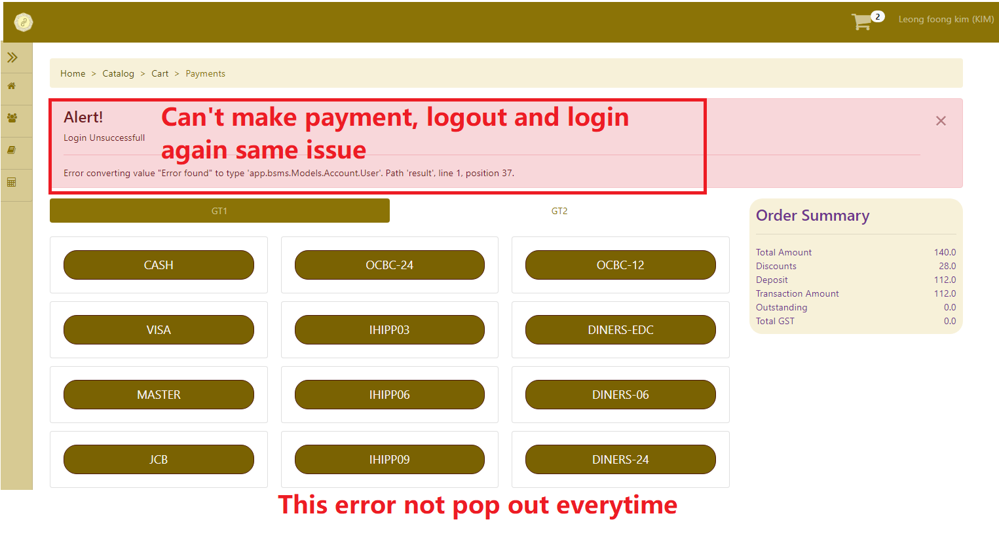 2
Leong foong kim (KIM)
Home > Catalog > Cart > Payments
Alert!
Can't make payment, logout and login
again same issue
Login Unsuccessfull
Error converting value "Error found" to type 'app.bsms.Models.Account.User'. Path 'result', line 1, position 37.
GT1
GT2
CASH
OCBC-24
OCBC-12
VISA
IHIPP03
DINERS-EDC
MASTER
IHIPP06
DINERS-06
JCB
IHIPP09
DINERS-24
Order Summary
Total Amount 140.0
Discounts 28.0
Deposit 112.0
Transaction Amount 112.0
Outstanding 0.0
Total GST 0.0
This error not pop out everytime